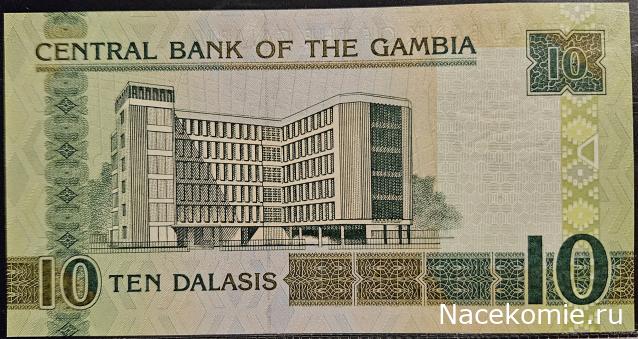 CENTRAL BANK OF THE GAMBIA
10
10 TEN DALASIS
10
Nacekomie.ru